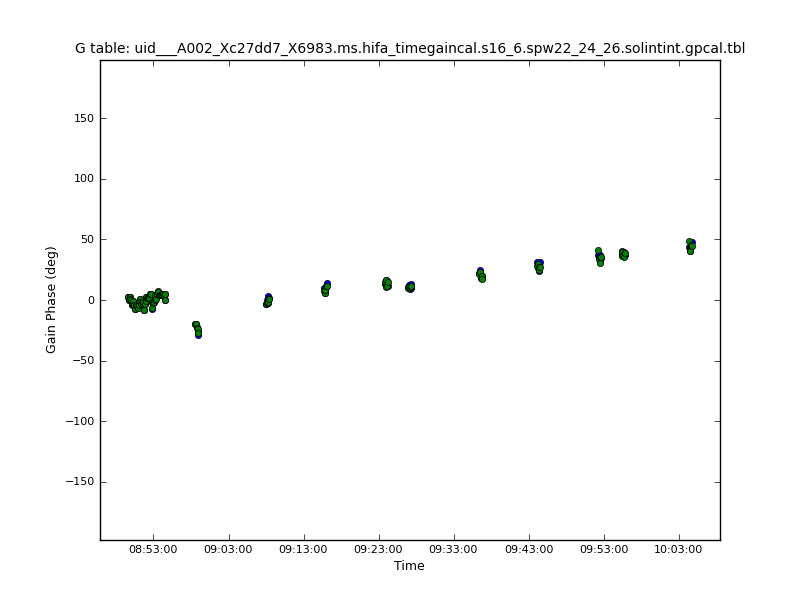 G table: uid___A002_Xc27dd7_X6983.ms.hifa_timegaincal.s16_6.spw22_24_26.solintint.gpcal.tbl
150
100
50
0
−50
−100
−150
Gain Phase (deg)
08:53:00 09:03:00 09:13:00 09:23:00 09:33:00 09:43:00 09:53:00 10:03:00
Time